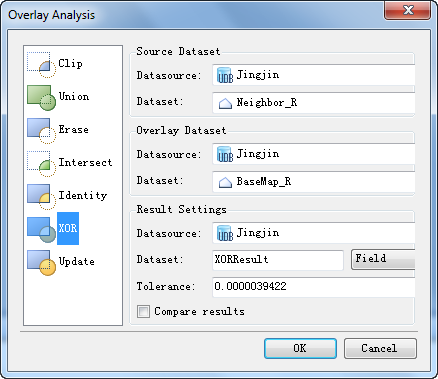 Overlay Analysis
Clip
Union
Erase
Intersect
Identity
XOR
Update
Source Dataset
Datasource: UDB Jingjin
Dataset: Neighbor_R
Overlay Dataset
Datasource: UDB Jingjin
Dataset: BaseMap_R
Result Settings
Datasource: UDB Jingjin
Dataset: XORResult Field
Tolerance: 0.0000039422
Compare results
OK Cancel